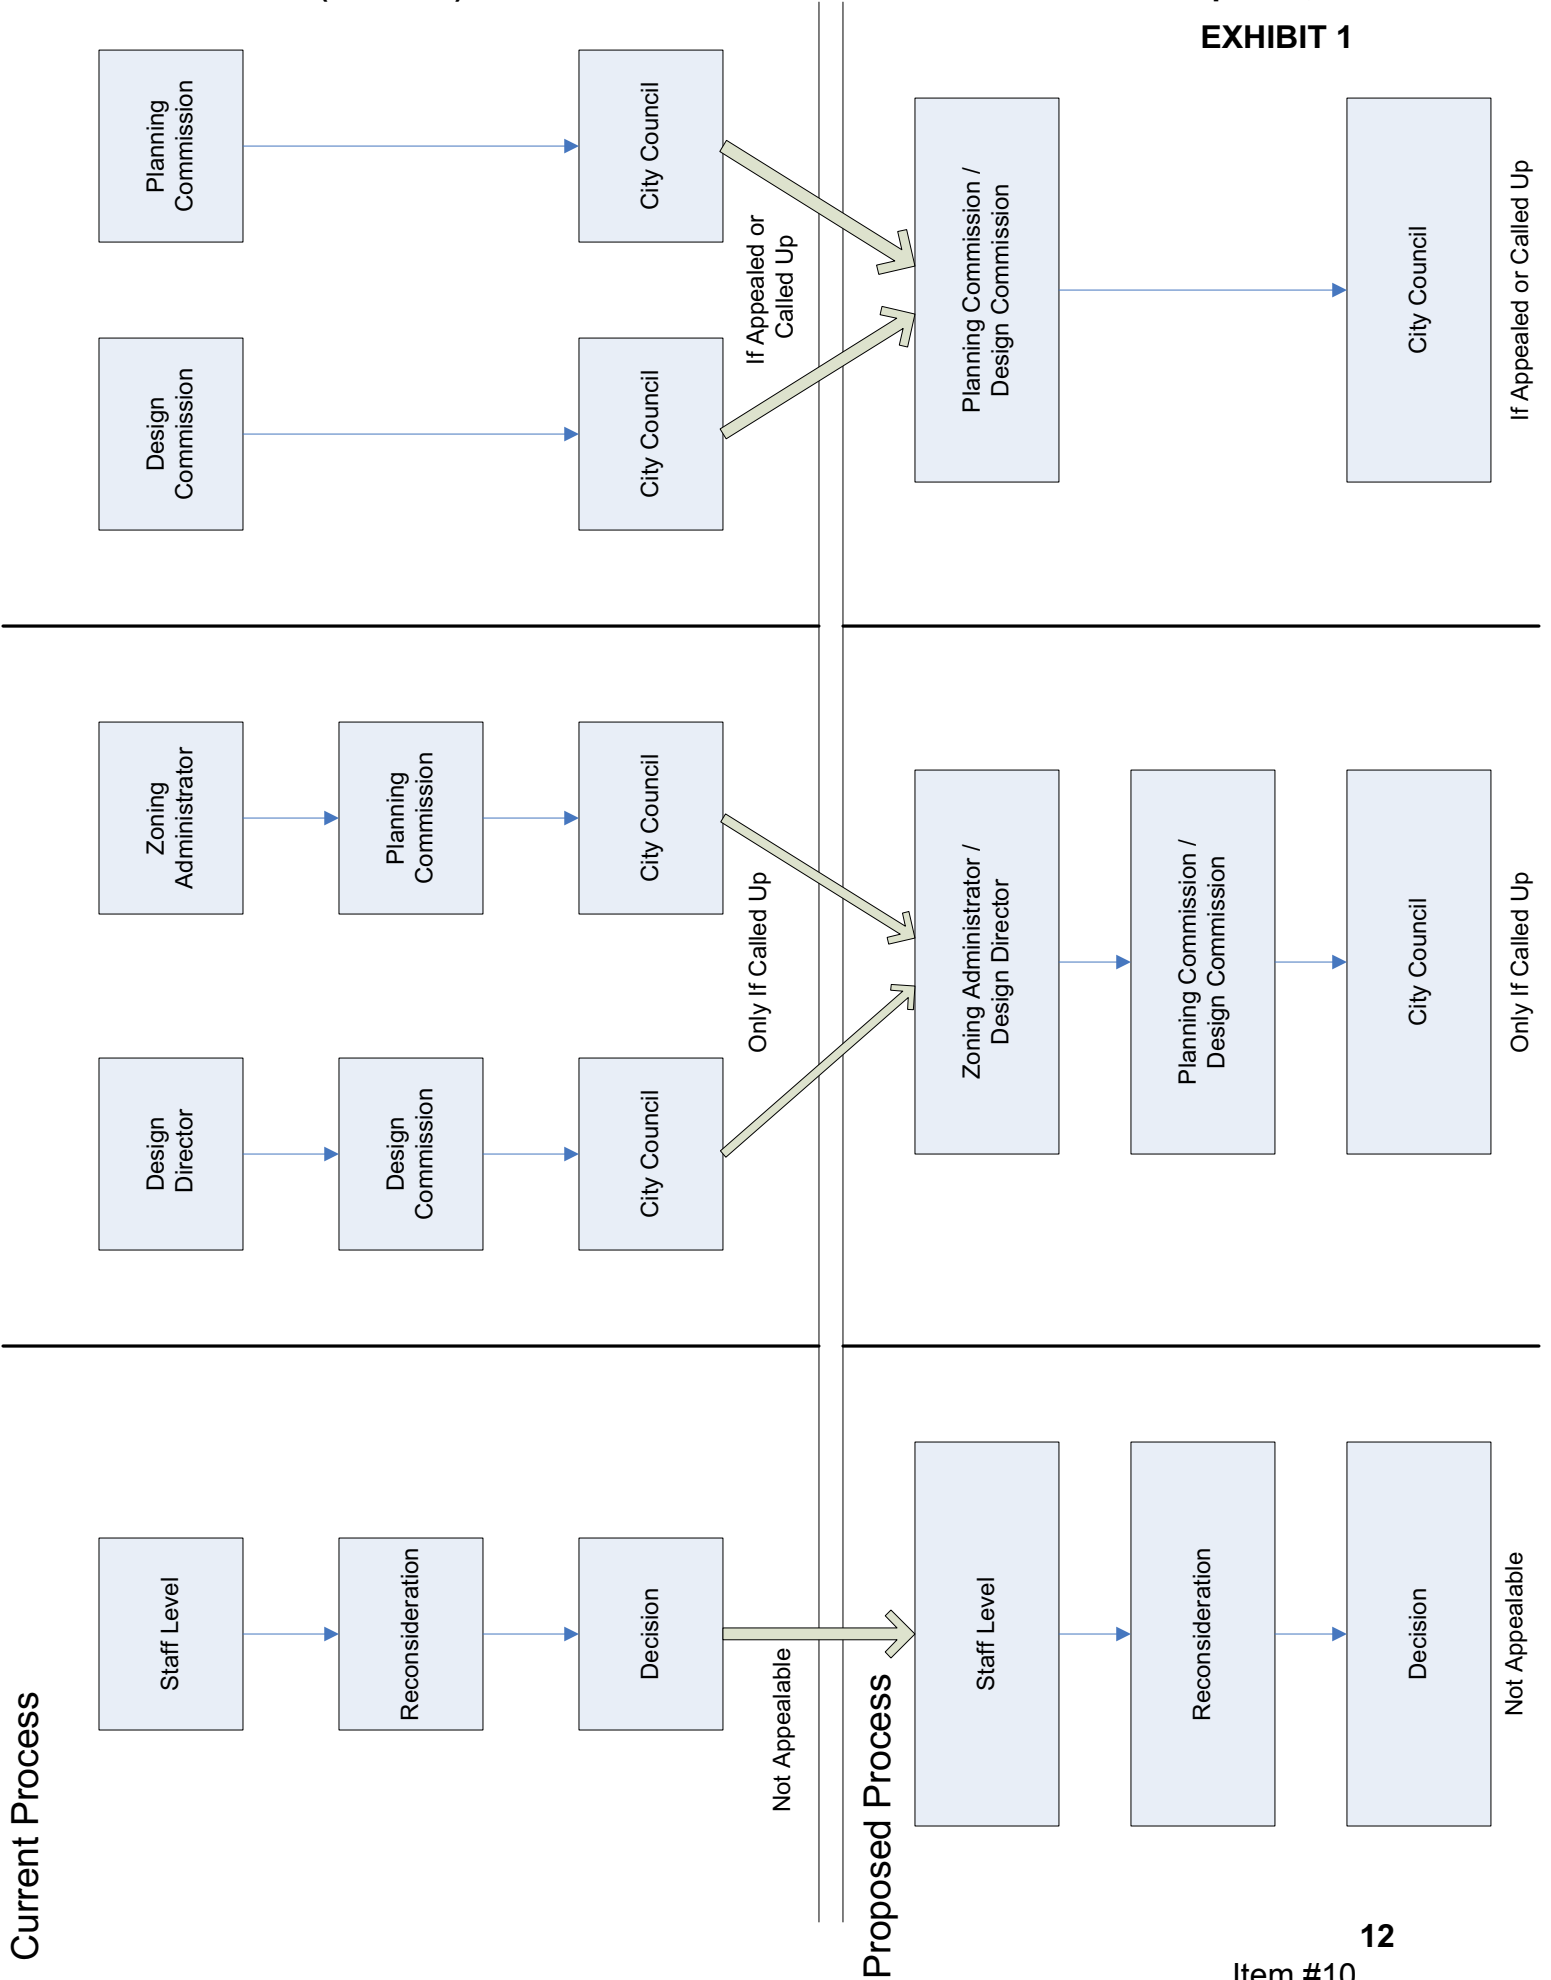 EXHIBIT 1
Current Process
Staff Level
Design
Director
Zoning
Administrator
Design
Commission
Planning
Commission
Reconsideration
Design
Commission
Planning
Commission
Decision
City Council
City Council
City Council
City Council
Not Appealable
Only If Called Up
If Appealed or
Called Up
Proposed Process
Staff Level
Zoning Administrator /
Design Director
Planning Commission /
Design Commission
Reconsideration
Planning Commission /
Design Commission
Decision
City Council
City Council
Not Appealable
Only If Called Up
If Appealed or Called Up
12
Item #10